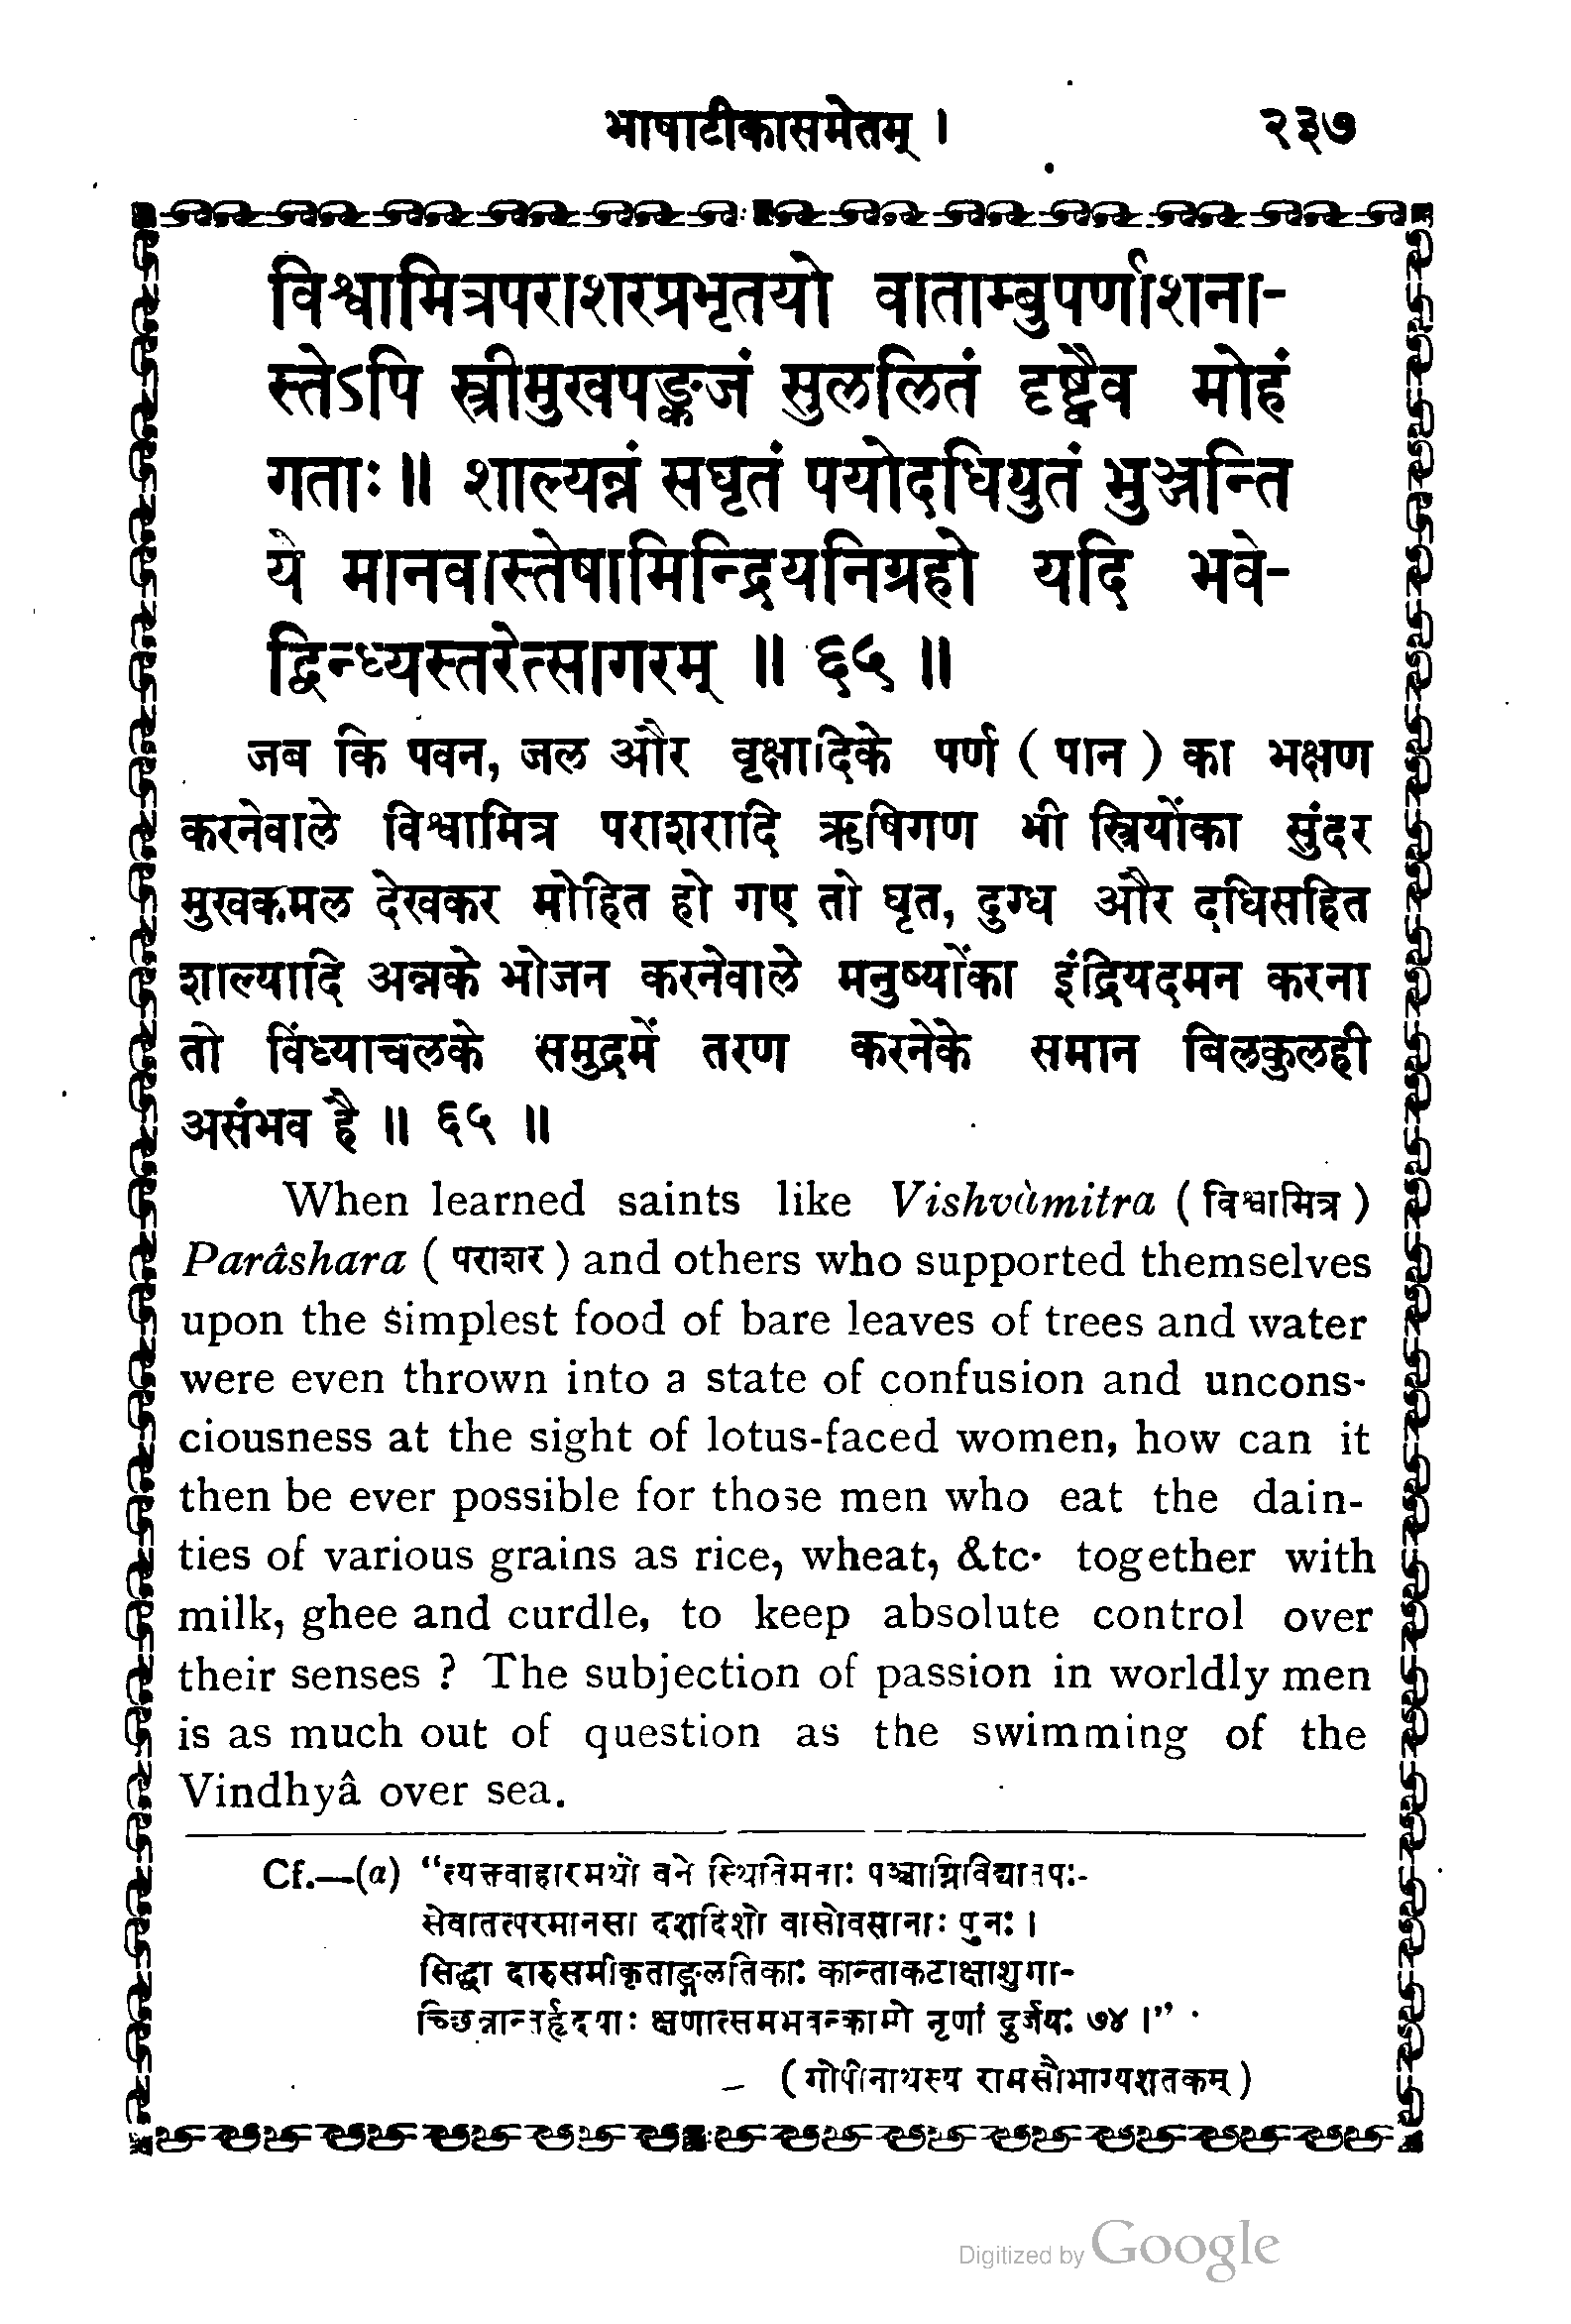 भाषाटीकासमेतम् । २३७
विश्वामित्रपराशरप्रभृतयो वाताम्बुपर्णाशना-
स्तेऽपि स्त्रीमुखपङ्कजं सुललितं दृष्ट्वैव मोहं
गताः ॥ शाल्यन्नं सघृतं पयोदधियुतं भुञ्जन्ति
ये मानवास्तेषामिन्द्रियनिग्रहो यदि भवे-
द्विन्ध्यस्तरेत्सागरम् ॥ ६५ ॥
जब कि पवन, जल और वृक्षादिके पर्ण ( पान ) का भक्षण
करनेवाले विश्वामित्र पराशरादि ऋषिगण भी स्त्रियोंका सुंदर
मुखकमल देखकर मोहित हो गए तो घृत, दुग्ध और दधिसहित
शाल्यादि अन्नके भोजन करनेवाले मनुष्योंका इंद्रियदमन करना
तो विंध्याचलके समुद्रमें तरण करनेके समान बिलकुलही
असंभव है ॥ ६५ ॥
When learned saints like Vishvàmitra ( विश्वामित्र )
Parâshara ( पराशर ) and others who supported themselves
upon the simplest food of bare leaves of trees and water
were even thrown into a state of confusion and uncons-
ciousness at the sight of lotus-faced women, how can it
then be ever possible for those men who eat the dain-
ties of various grains as rice, wheat, &tc· together with
milk, ghee and curdle, to keep absolute control over
their senses ? The subjection of passion in worldly men
is as much out of question as the swimming of the
Vindhyâ over sea.
Cf.—(a) “त्यक्तवाहारमथो वने स्थितिमनाः पञ्चाग्निविद्यातपः-
सेवातत्परमानसा दशदिशो वासोवसानाः पुनः ।
सिद्धा दारुसमीकृताङ्गलतिकाः कान्ताकटाक्षाशुगा-
च्छिन्नान्तर्हृदयाः क्षणात्समभवन्कामो नृणां दुर्जयः ७४ ।”
( गोपीनाथस्य रामसौभाग्यशतकम् )
Digitized by Google